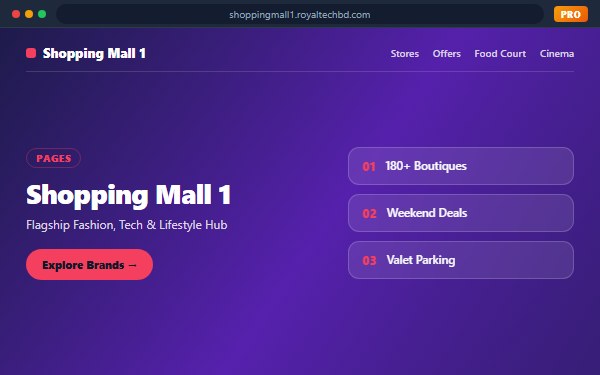 shoppingmall1.royaltechbd.com
PRO
Shopping Mall 1
Stores Offers Food Court Cinema
PAGES
Shopping Mall 1
Flagship Fashion, Tech & Lifestyle Hub
Explore Brands →
01 180+ Boutiques
02 Weekend Deals
03 Valet Parking